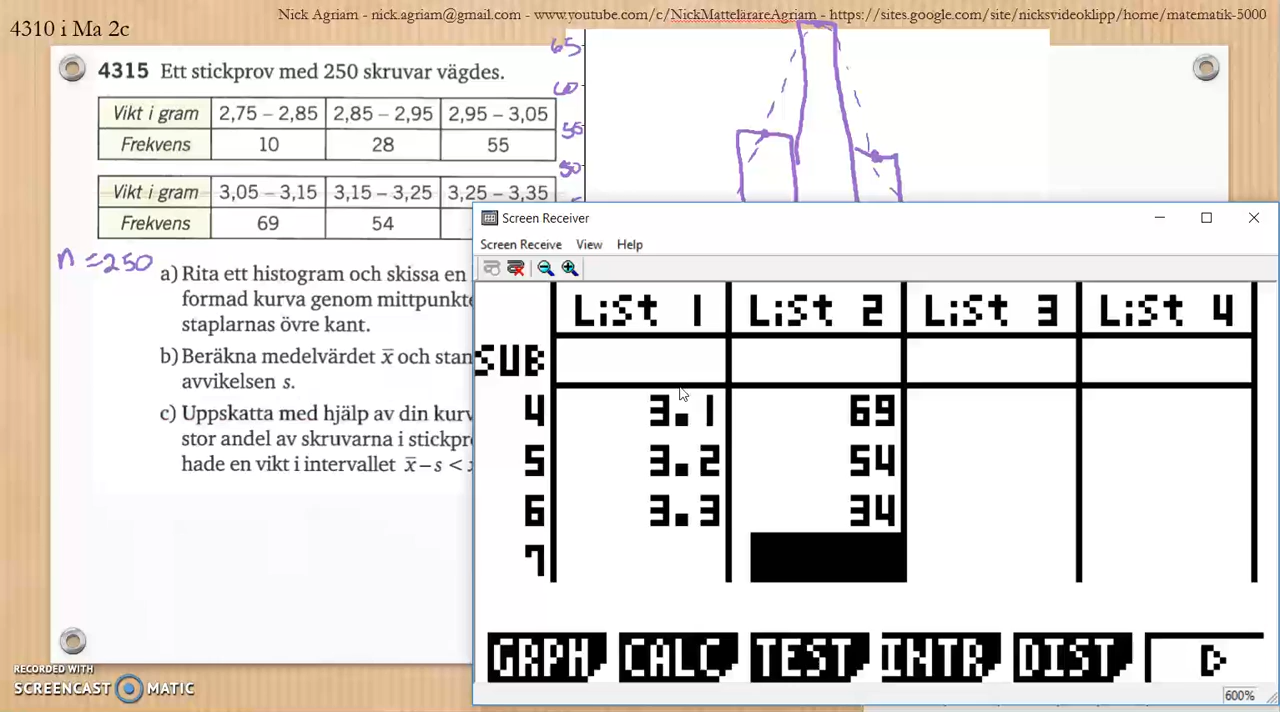 Nick Agriam - nick.agriam@gmail.com - www.youtube.com/c/NickMattelärareAgriam - https://sites.google.com/site/nicksvideoklipp/home/matematik-5000
4310 i Ma 2c
4315 Ett stickprov med 250 skruvar vägdes.
Vikt i gram 2,75 – 2,85 2,85 – 2,95 2,95 – 3,05
Frekvens 10 28 55
Vikt i gram 3,05 – 3,15 3,15 – 3,25 3,25 – 3,35
Frekvens 69 54
n = 250
a) Rita ett histogram och skissa en
formad kurva genom mittpunkte
staplarnas övre kant.
b) Beräkna medelvärdet x̄ och stan
avvikelsen s.
c) Uppskatta med hjälp av din kurv
stor andel av skruvarna i stickpr
hade en vikt i intervallet x̄ – s <
65
60
55
50
Screen Receiver
Screen Receive View Help
List 1 List 2 List 3 List 4
SUB
4 3.1 69
5 3.2 54
6 3.3 34
7
GRPH CALC TEST INTR DIST
600%
RECORDED WITH
SCREENCAST MATIC